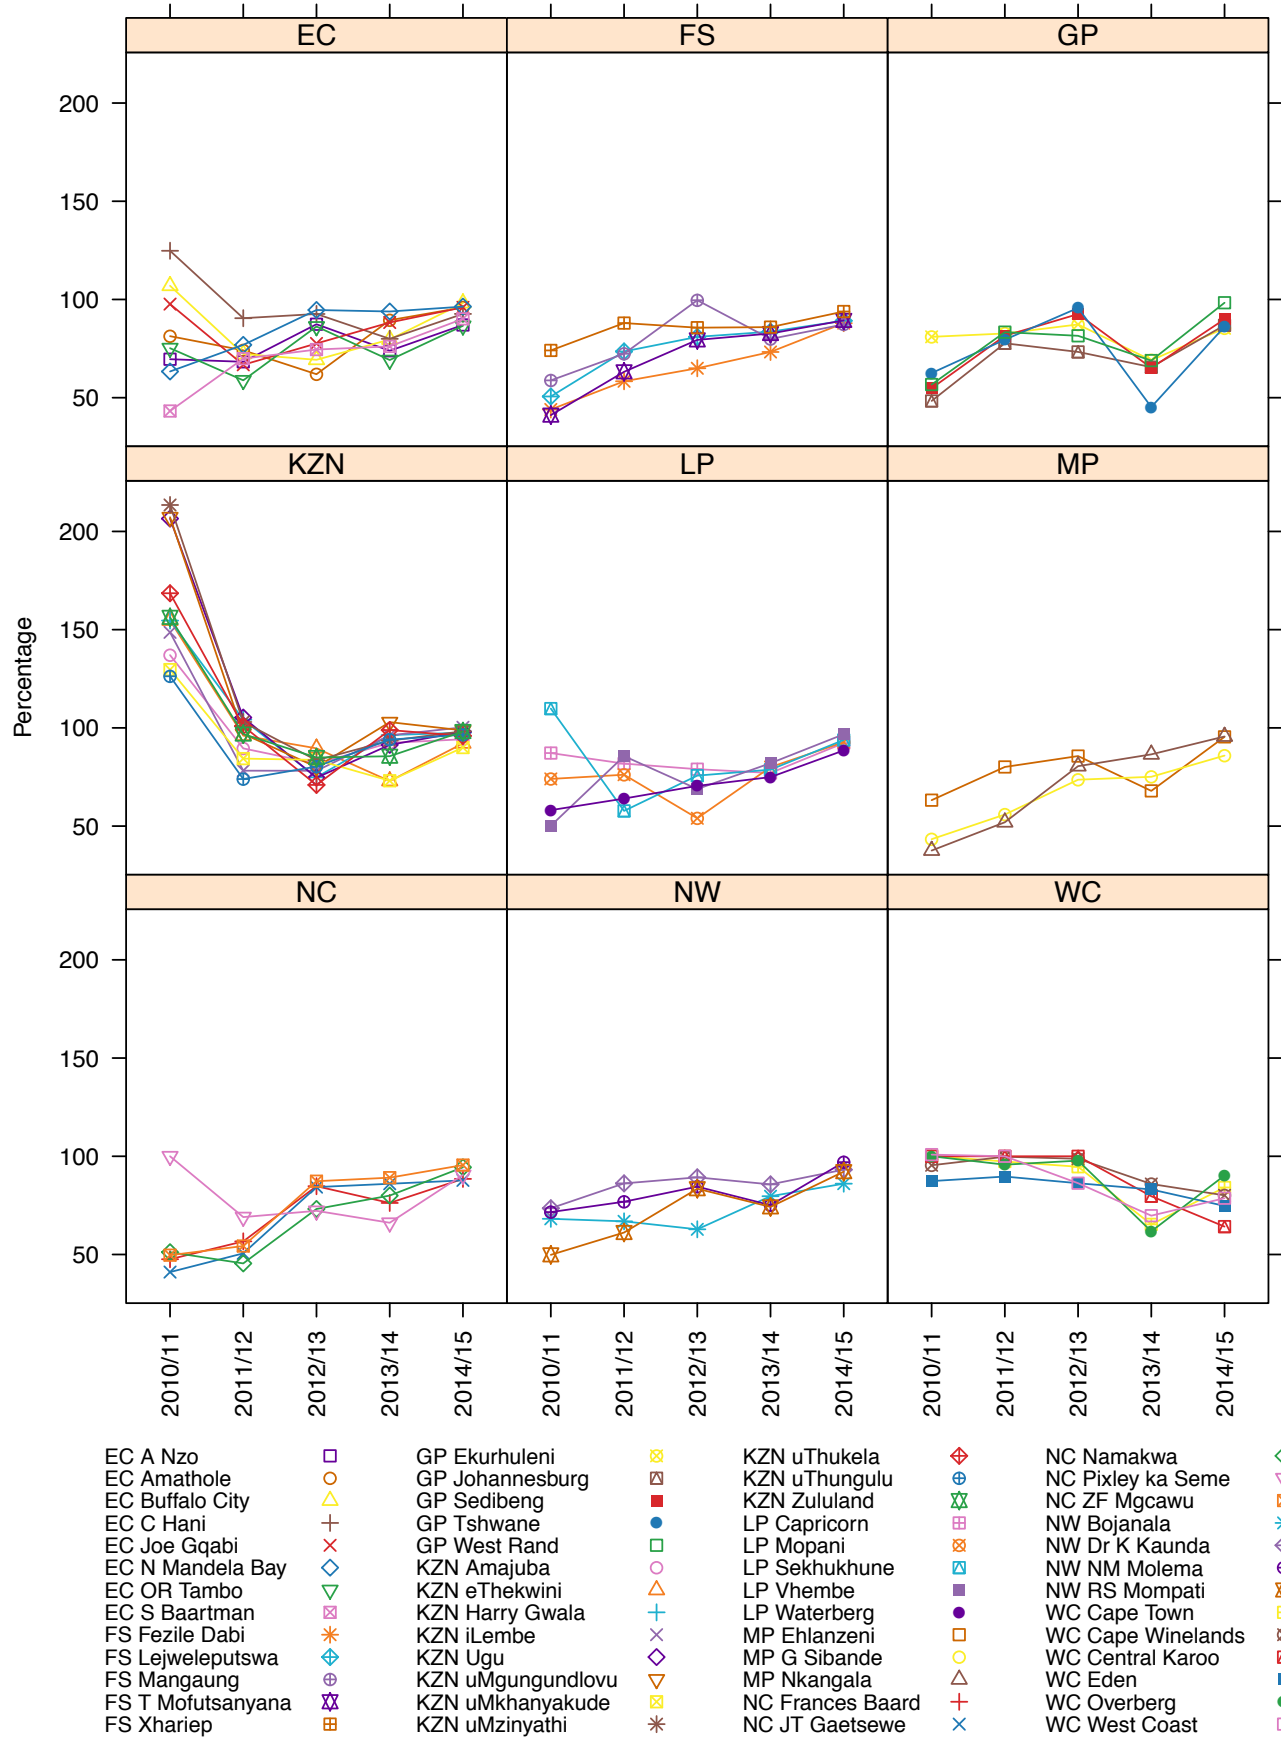 EC FS GP
200
150
100
50
KZN LP MP
200
150
100
50
Percentage
NC NW WC
200
150
100
50
2010/11 2011/12 2012/13 2013/14 2014/15 2010/11 2011/12 2012/13 2013/14 2014/15 2010/11 2011/12 2012/13 2013/14 2014/15
EC A Nzo GP Ekurhuleni KZN uThukela NC Namakwa
EC Amathole GP Johannesburg KZN uThungulu NC Pixley ka Seme
EC Buffalo City GP Sedibeng KZN Zululand NC ZF Mgcawu
EC C Hani GP Tshwane LP Capricorn NW Bojanala
EC Joe Gqabi GP West Rand LP Mopani NW Dr K Kaunda
EC N Mandela Bay KZN Amajuba LP Sekhukhune NW NM Molema
EC OR Tambo KZN eThekwini LP Vhembe NW RS Mompati
EC S Baartman KZN Harry Gwala LP Waterberg WC Cape Town
FS Fezile Dabi KZN iLembe MP Ehlanzeni WC Cape Winelands
FS Lejweleputswa KZN Ugu MP G Sibande WC Central Karoo
FS Mangaung KZN uMgungundlovu MP Nkangala WC Eden
FS T Mofutsanyana KZN uMkhanyakude NC Frances Baard WC Overberg
FS Xhariep KZN uMzinyathi NC JT Gaetsewe WC West Coast